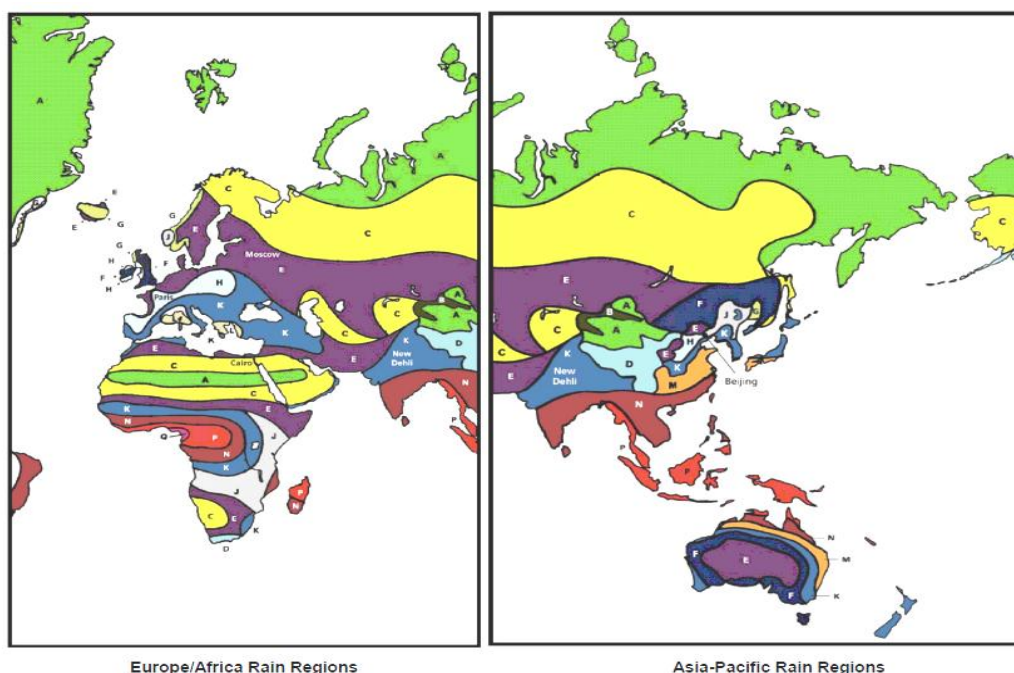 A
A
E
C
G
E
G
G
J
E
C
H
F
Moscow
F
H
E
H
Paris
K
A
A
C
C
K
L
K
K
D
E
Cairo
E
New
Dehli
C
A
C
N
K
E
N
P
J
Q
P
N
K
J
P
N
C
E
K
D
Europe/Africa Rain Regions
A
C
C
E
F
A
B
J
G
A
E
C
H
K
K
D
E
K
New
Dehli
Beijing
E
M
N
P
P
N
F
E
M
F
K
Asia-Pacific Rain Regions